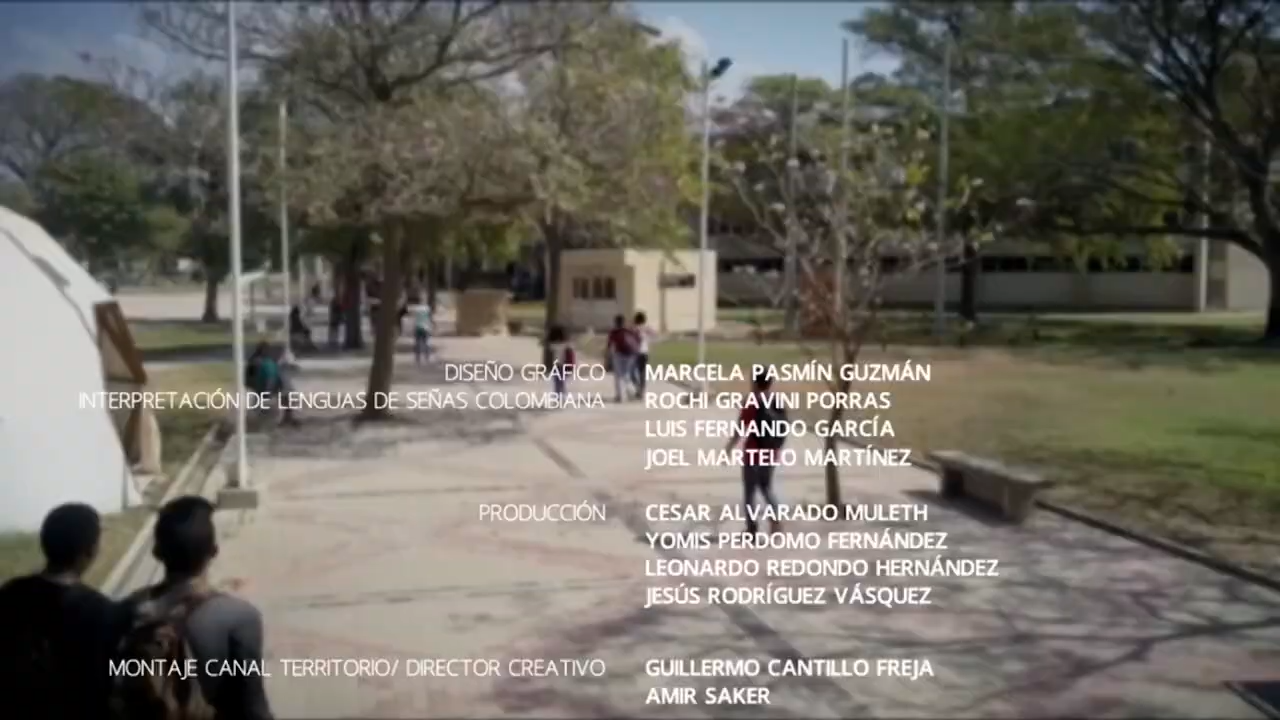 DISEÑO GRÁFICO MARCELA PASMÍN GUZMÁN
INTERPRETACIÓN DE LENGUAS DE SEÑAS COLOMBIANA ROCHI GRAVINI PORRAS
LUIS FERNANDO GARCÍA
JOEL MARTELO MARTÍNEZ
PRODUCCIÓN CESAR ALVARADO MULETH
YOMIS PERDOMO FERNÁNDEZ
LEONARDO REDONDO HERNÁNDEZ
JESÚS RODRÍGUEZ VÁSQUEZ
MONTAJE CANAL TERRITORIO/ DIRECTOR CREATIVO GUILLERMO CANTILLO FREJA
AMIR SAKER